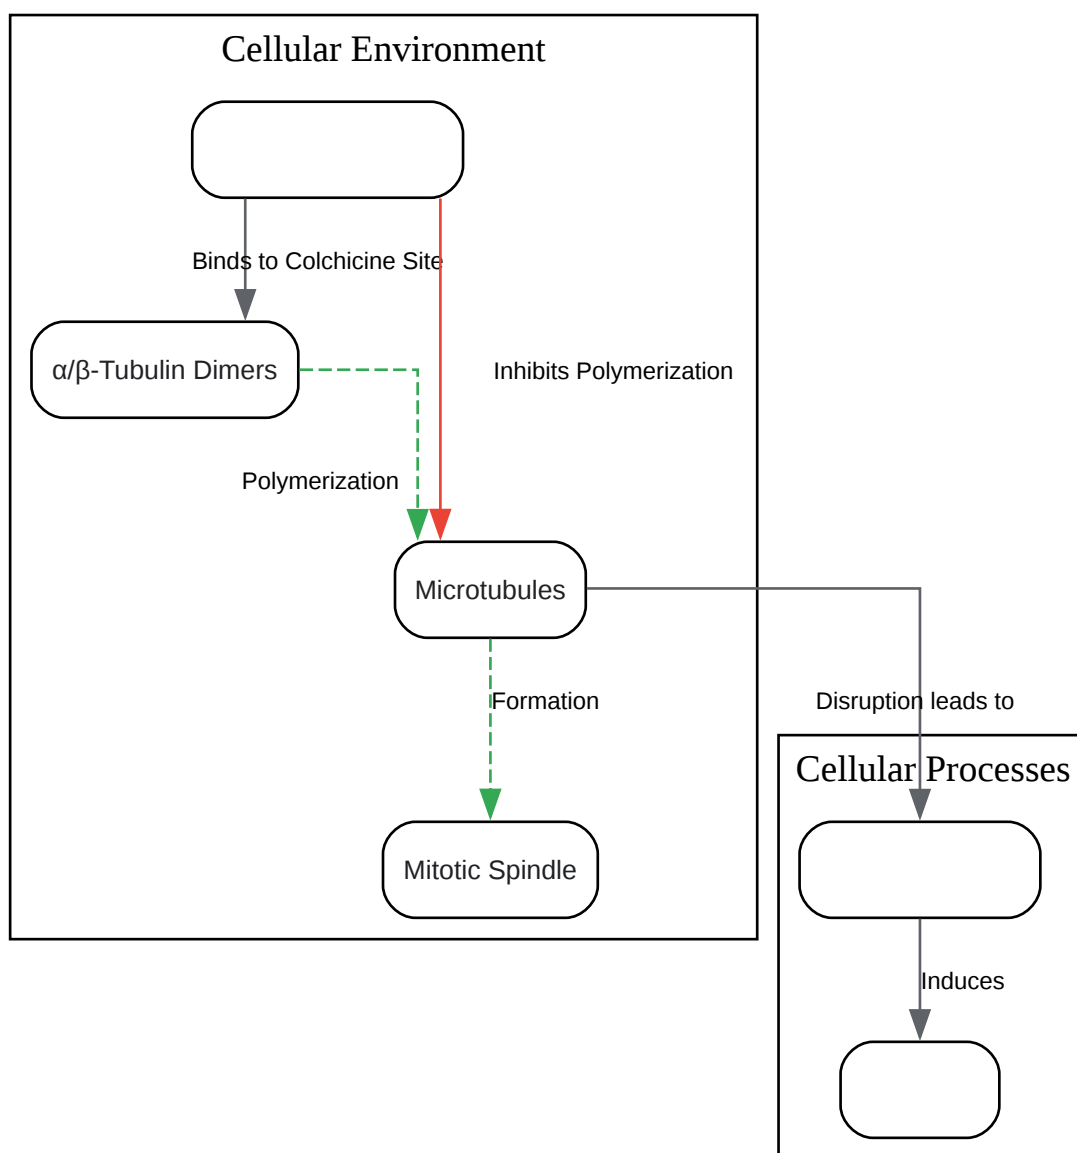 Cellular Environment
Binds to Colchicine Site
α/β-Tubulin Dimers
Inhibits Polymerization
Polymerization
Microtubules
Formation
Disruption leads to
Cellular Processes
Mitotic Spindle
Induces